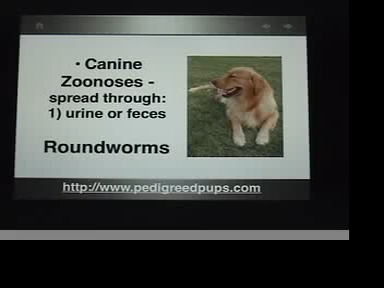 • Canine
Zoonoses -
spread through:
1) urine or feces
Roundworms
http://www.pedigreedpups.com